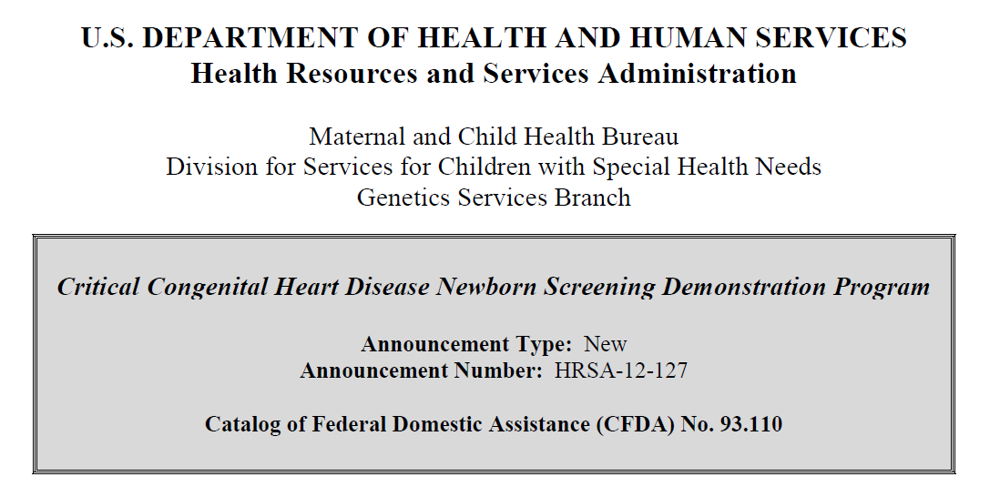 U.S. DEPARTMENT OF HEALTH AND HUMAN SERVICES
Health Resources and Services Administration
Maternal and Child Health Bureau
Division for Services for Children with Special Health Needs
Genetics Services Branch
Critical Congenital Heart Disease Newborn Screening Demonstration Program
Announcement Type: New
Announcement Number: HRSA-12-127
Catalog of Federal Domestic Assistance (CFDA) No. 93.110